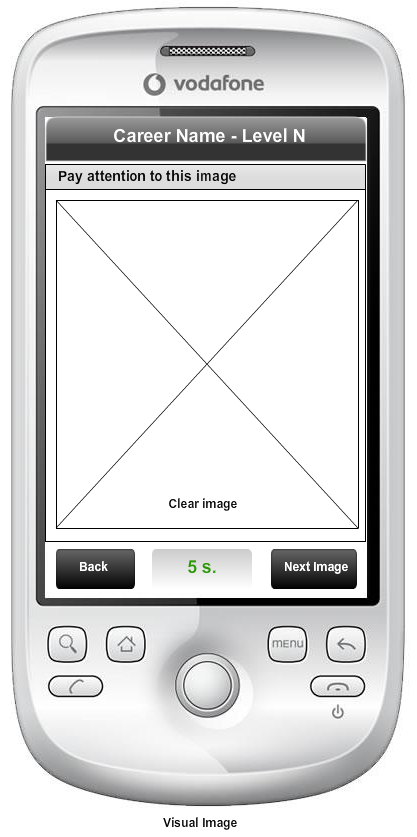 vodafone
Career Name - Level N
Pay attention to this image
Clear image
Back
5 s.
Next Image
MENU
Visual Image